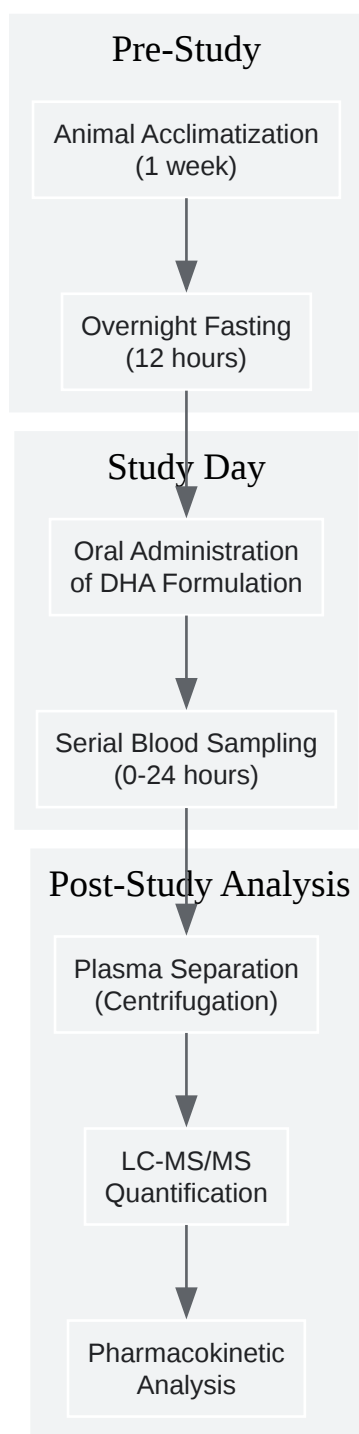 Pre-Study
Animal Acclimatization
(1 week)
Overnight Fasting
(12 hours)
Study Day
Oral Administration
of DHA Formulation
Serial Blood Sampling
(0-24 hours)
Post-Study Analysis
Plasma Separation
(Centrifugation)
LC-MS/MS
Quantification
Pharmacokinetic
Analysis